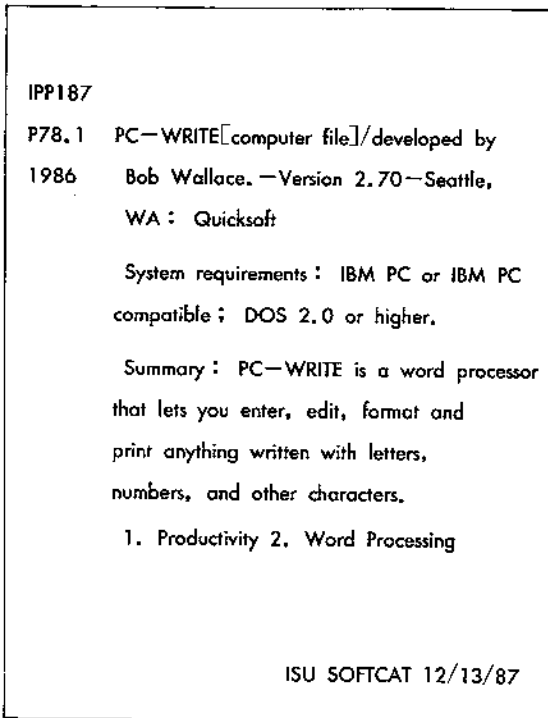 IPP187
P78.1 PC—WRITE[computer file]/developed by
1986 Bob Wallace.—Version 2.70—Seattle,
WA: Quicksoft
System requirements: IBM PC or IBM PC
compatible; DOS 2.0 or higher.
Summary: PC—WRITE is a word processor
that lets you enter, edit, format and
print anything written with letters,
numbers, and other characters.
1. Productivity 2. Word Processing
ISU SOFTCAT 12/13/87